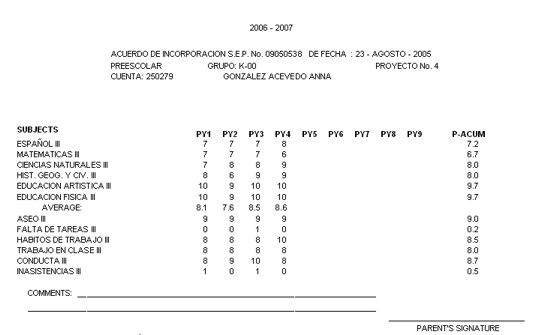 2006 - 2007
ACUERDO DE INCORPORACION S.E.P. No. 09050538 DE FECHA : 23 - AGOSTO - 2005
PREESCOLAR GRUPO: K-00 PROYECTO No. 4
CUENTA: 250279 GONZALEZ ACEVEDO ANNA
SUBJECTS PY1 PY2 PY3 PY4 PY5 PY6 PY7 PY8 PY9 P-ACUM
ESPAÑOL III 7 7 7 8 7.2
MATEMATICAS III 7 7 7 6 6.7
CIENCIAS NATURALES III 7 8 8 9 8.0
HIST. GEOG. Y CIV. III 8 6 9 9 8.0
EDUCACION ARTISTICA III 10 9 10 10 9.7
EDUCACION FISICA III 10 9 10 10 9.7
AVERAGE: 8.1 7.6 8.5 8.6
ASEO III 9 9 9 9 9.0
FALTA DE TAREAS III 0 0 1 0 0.2
HABITOS DE TRABAJO III 8 8 8 10 8.5
TRABAJO EN CLASE III 8 8 8 8 8.0
CONDUCTA III 8 9 10 8 8.7
INASISTENCIAS III 1 0 1 0 0.5
COMMENTS:
PARENT'S SIGNATURE